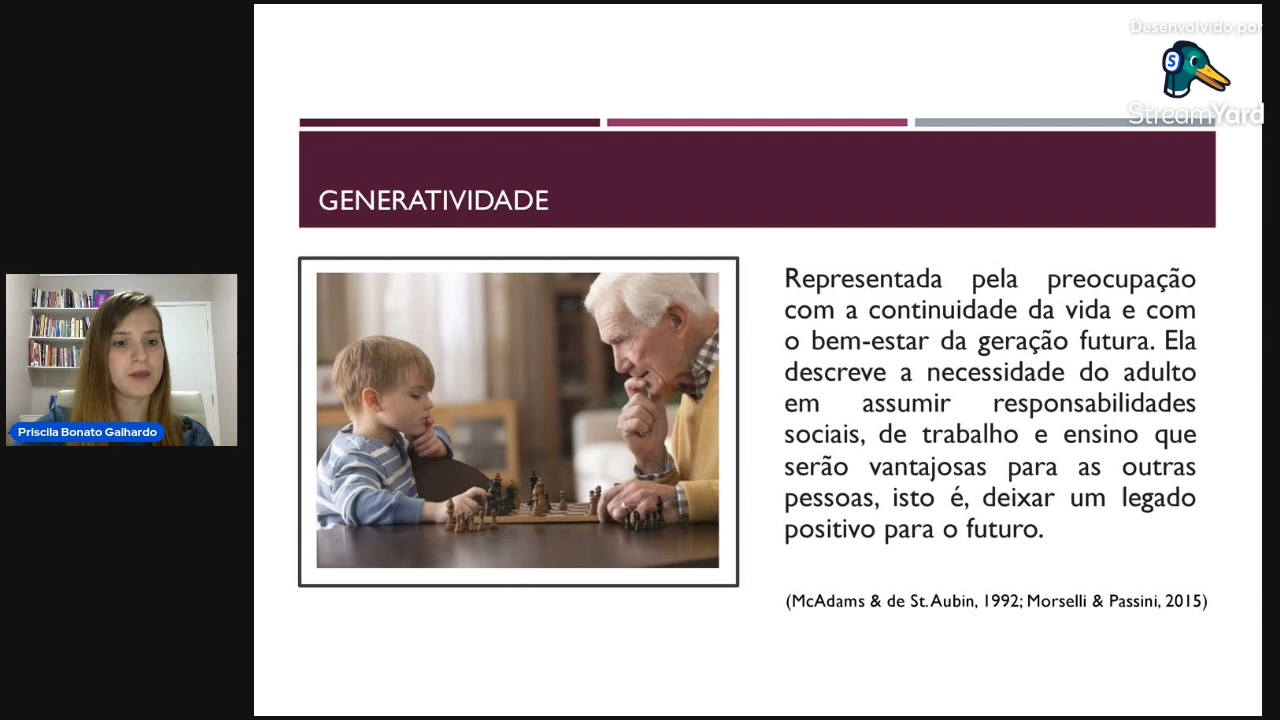 Desenvolvido por
S
StreamYard
GENERATIVIDADE
Representada pela preocupação
com a continuidade da vida e com
o bem-estar da geração futura. Ela
descreve a necessidade do adulto
em assumir responsabilidades
sociais, de trabalho e ensino que
serão vantajosas para as outras
pessoas, isto é, deixar um legado
positivo para o futuro.
(McAdams & de St. Aubin, 1992; Morselli & Passini, 2015)
Priscila Bonato Galhardo